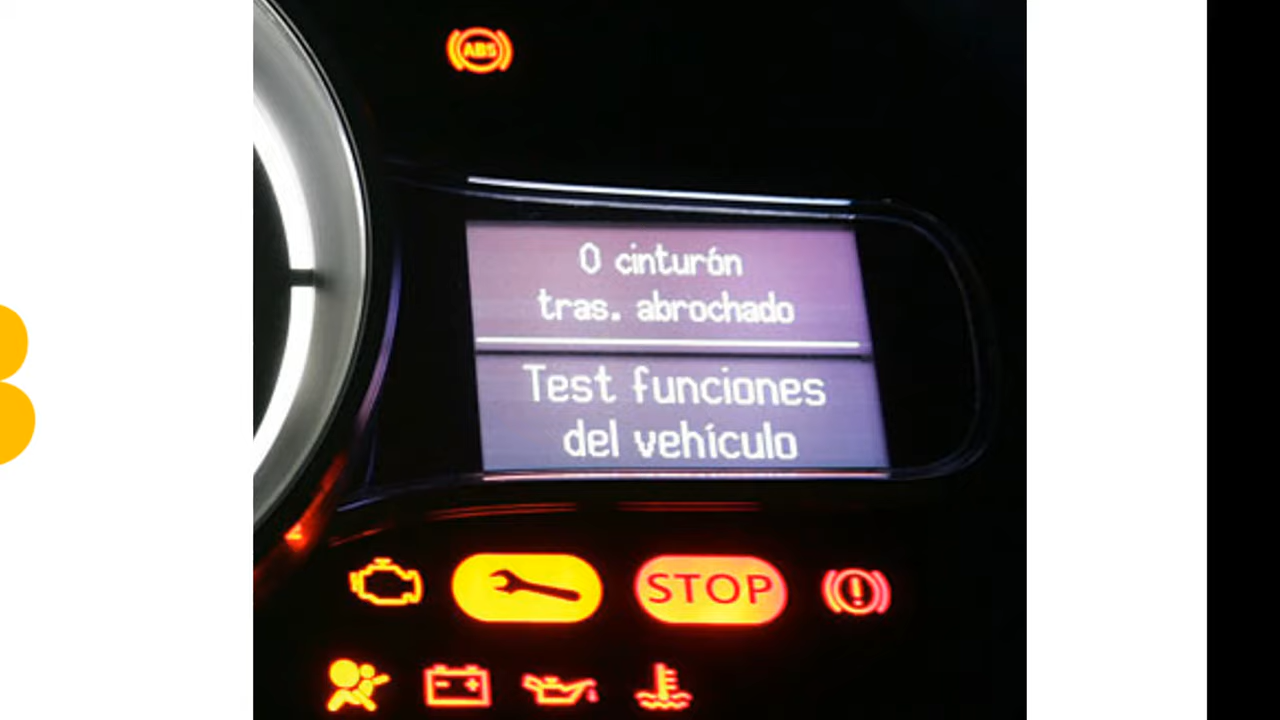 ABS
0 cinturón
tras. abrochado
Test funciones
del vehículo
STOP